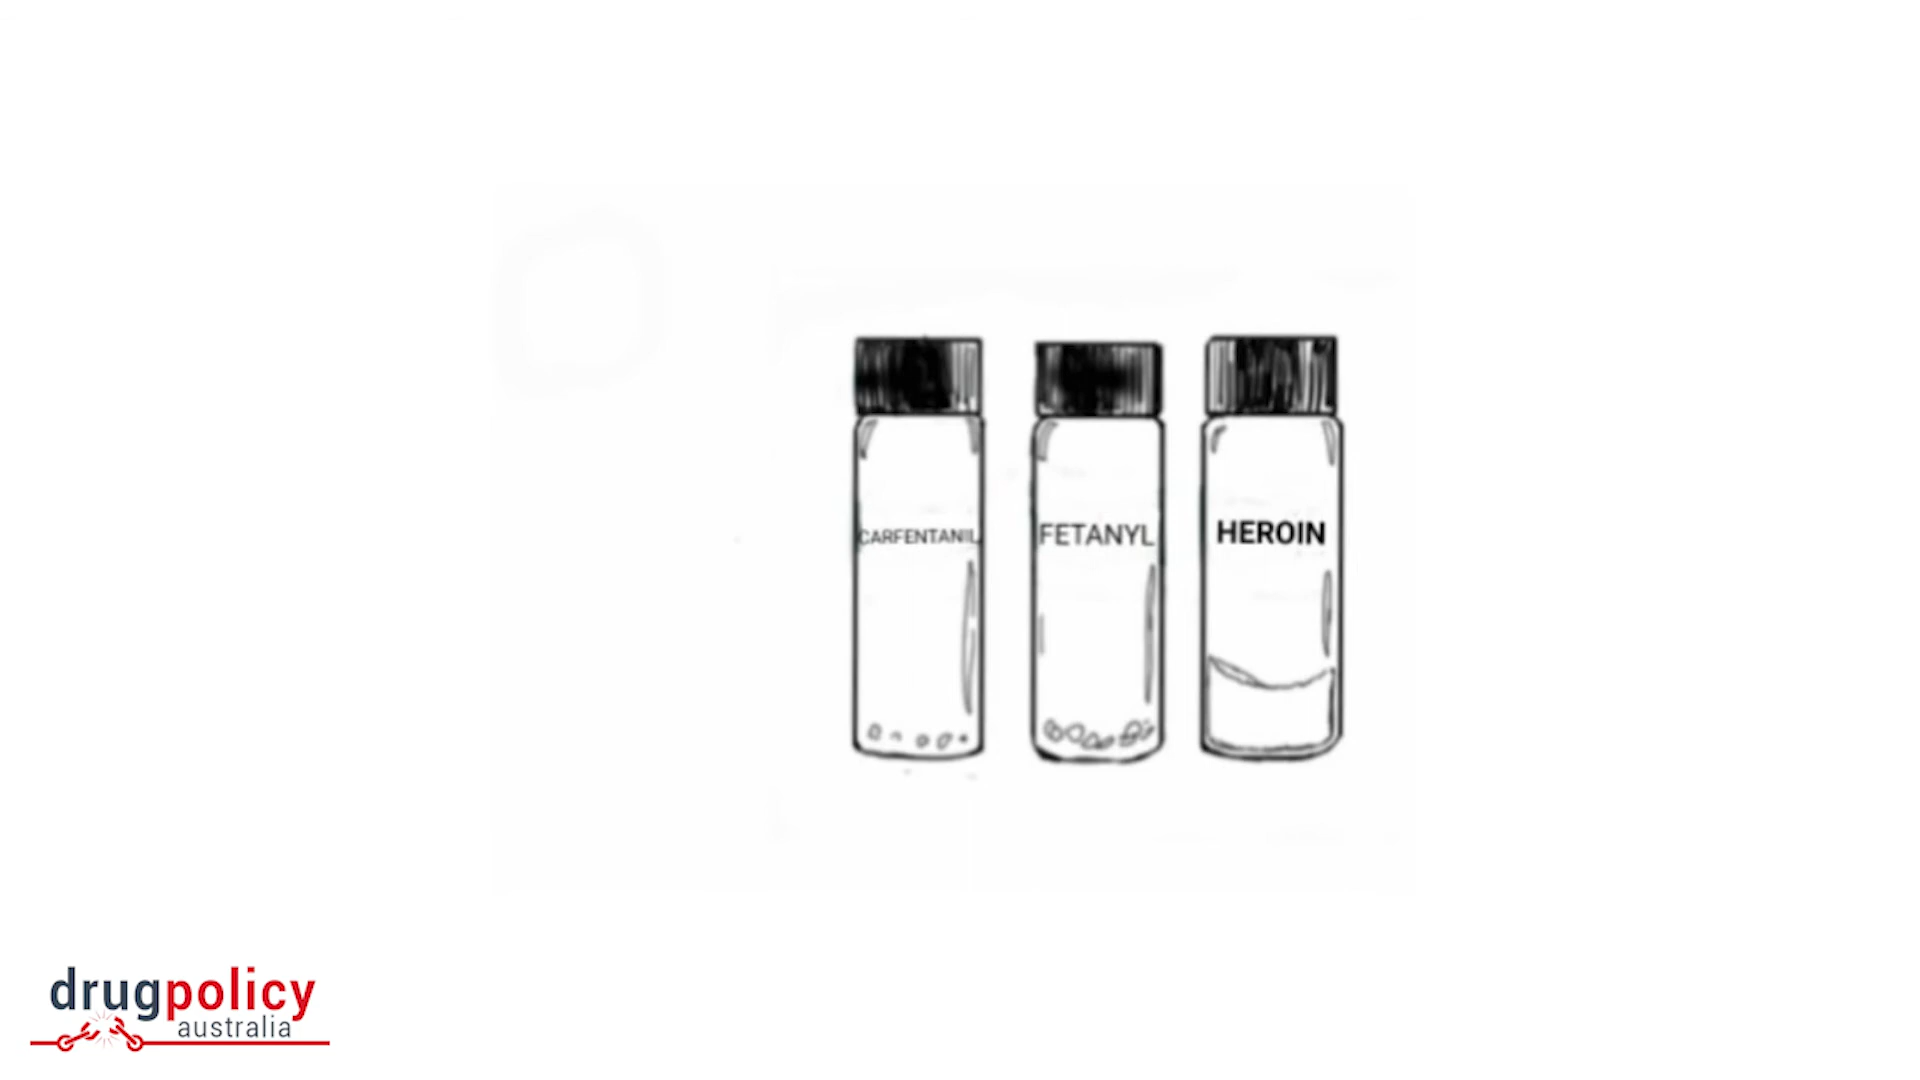 CARFENTANIL
FETANYL
HEROIN
drugpolicy
australia